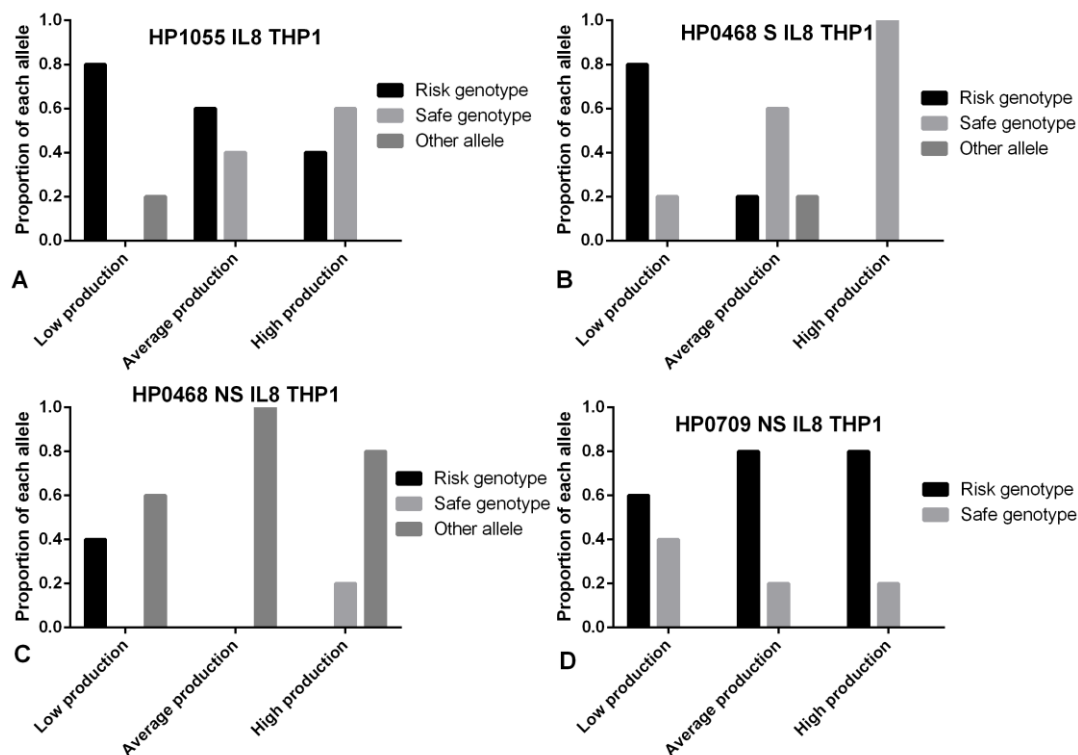 HP1055 IL8 THP1
Proportion of each allele
1.0
0.8
0.6
0.4
0.2
0.0
Low production
Average production
High production
Risk genotype
Safe genotype
Other allele
A
HP0468 S IL8 THP1
Proportion of each allele
1.0
0.8
0.6
0.4
0.2
0.0
Low production
Average production
High production
Risk genotype
Safe genotype
Other allele
B
HP0468 NS IL8 THP1
Proportion of each allele
1.0
0.8
0.6
0.4
0.2
0.0
Low production
Average production
High production
Risk genotype
Safe genotype
Other allele
C
HP0709 NS IL8 THP1
Proportion of each allele
1.0
0.8
0.6
0.4
0.2
0.0
Low production
Average production
High production
Risk genotype
Safe genotype
D